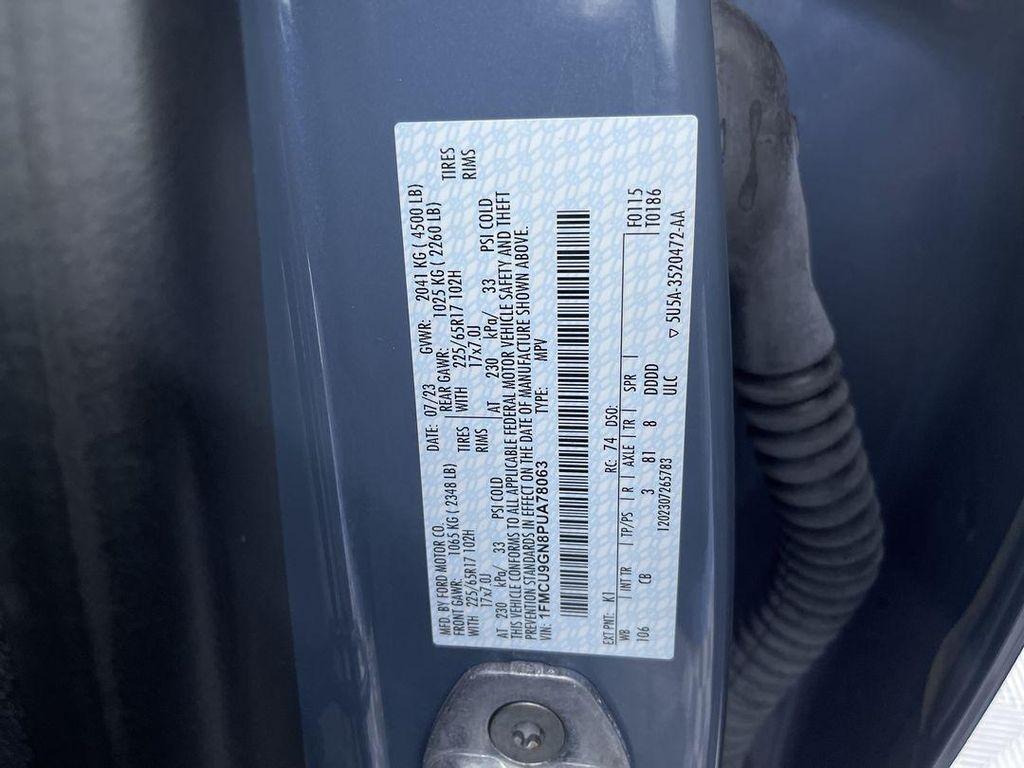 MFD. BY FORD MOTOR CO.
DATE: 07/23 GVWR: 2041 KG ( 4500 LB)
FRONT GAWR: 1065 KG ( 2348 LB) REAR GAWR: 1025 KG ( 2260 LB)
WITH 225/65R17 102H TIRES WITH 225/65R17 102H TIRES
17x7.0J RIMS 17x7.0J RIMS
AT 230 kPa/ 33 PSI COLD AT 230 kPa/ 33 PSI COLD
THIS VEHICLE CONFORMS TO ALL APPLICABLE FEDERAL MOTOR VEHICLE SAFETY AND THEFT
PREVENTION STANDARDS IN EFFECT ON THE DATE OF MANUFACTURE SHOWN ABOVE.
VIN: 1FMCU9GN8PUA78063 TYPE: MPV
F0115
EXT PNT: K1 RC: 74 DSO: T0186
WB | INT TR | TP/PS | R | AXLE | TR | SPR |
106 CB 3 81 8 DDDD
120230726578​3 ULC ▽ 5U5A-3520472-AA